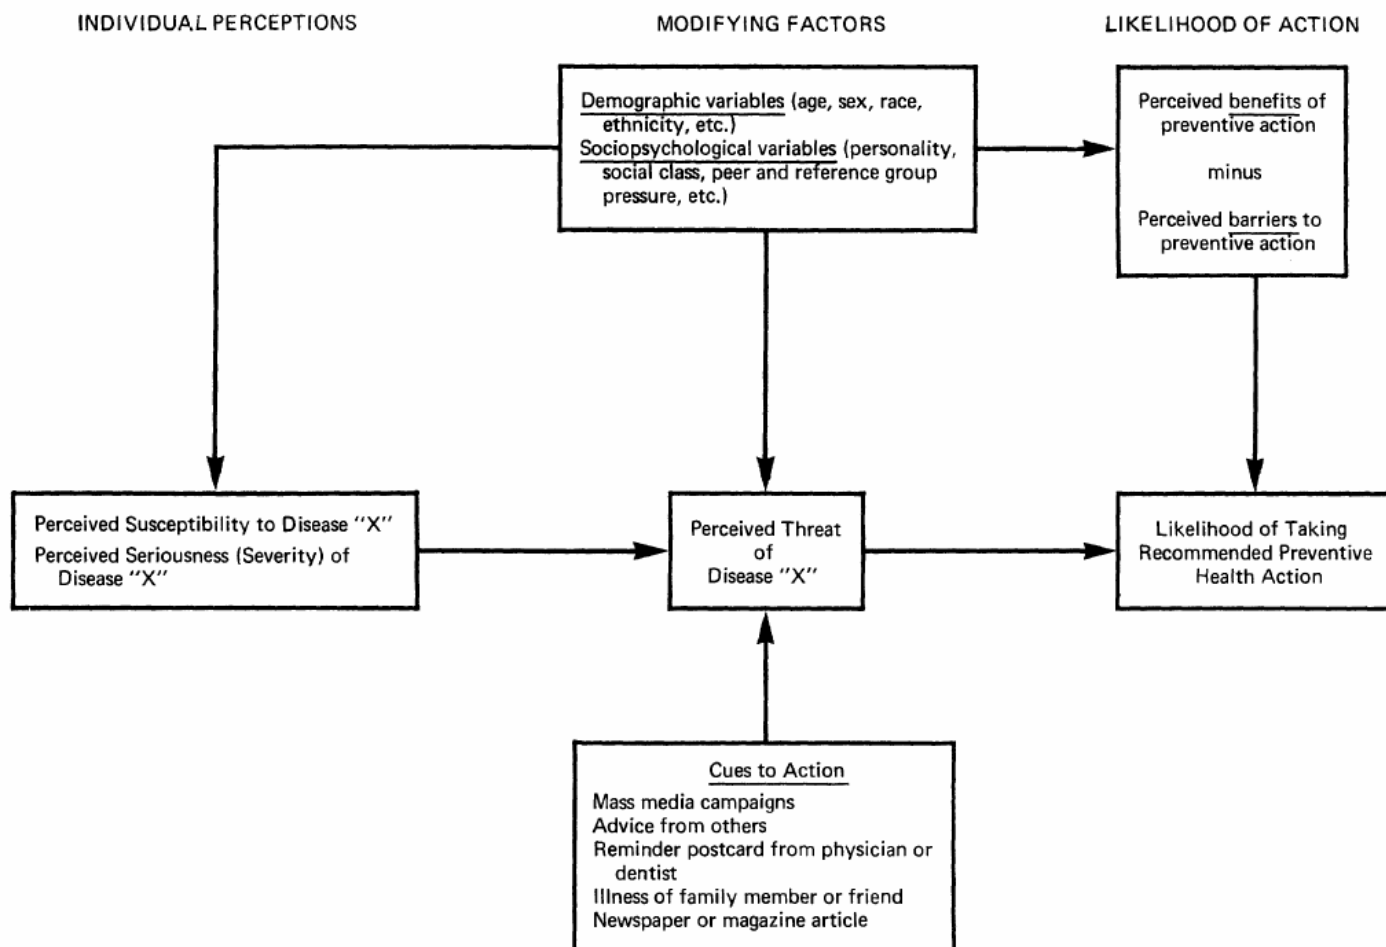 INDIVIDUAL PERCEPTIONS
MODIFYING FACTORS
LIKELIHOOD OF ACTION
Demographic variables (age, sex, race,
ethnicity, etc.)
Sociopsychological variables (personality,
social class, peer and reference group
pressure, etc.)
Perceived benefits of
preventive action
minus
Perceived barriers to
preventive action
Perceived Susceptibility to Disease "X"
Perceived Seriousness (Severity) of
Disease "X"
Perceived Threat
of
Disease "X"
Likelihood of Taking
Recommended Preventive
Health Action
Cues to Action
Mass media campaigns
Advice from others
Reminder postcard from physician or
dentist
Illness of family member or friend
Newspaper or magazine article